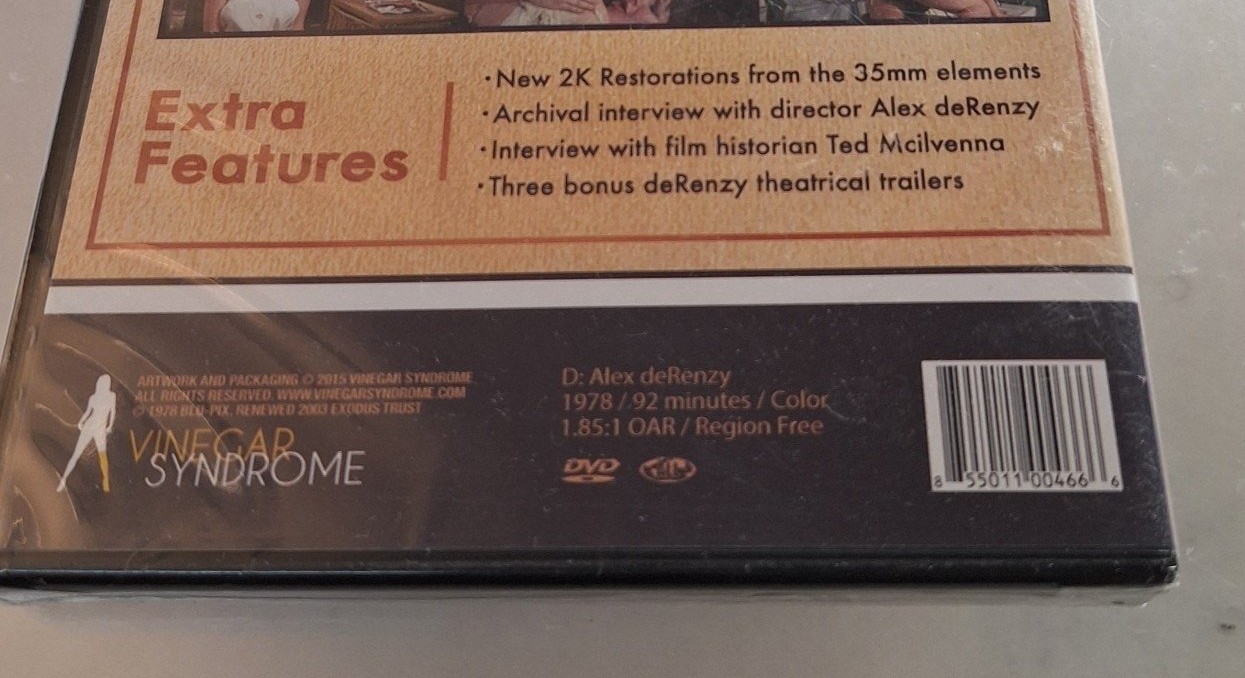 Extra
Features
· New 2K Restorations from the 35mm elements
· Archival interview with director Alex deRenzy
· Interview with film historian Ted Mcilvenna
· Three bonus deRenzy theatrical trailers
ARTWORK AND PACKAGING © 2015 VINEGAR SYNDROME
ALL RIGHTS RESERVED. WWW.VINEGARSYNDROME.COM
© 1978 BLU-PIX, RENEWED 2003 EXODUS TRUST
VINEGAR
SYNDROME
D: Alex deRenzy
1978 / 92 minutes / Color
1.85:1 OAR / Region Free
DVD
8 55011 00466 6